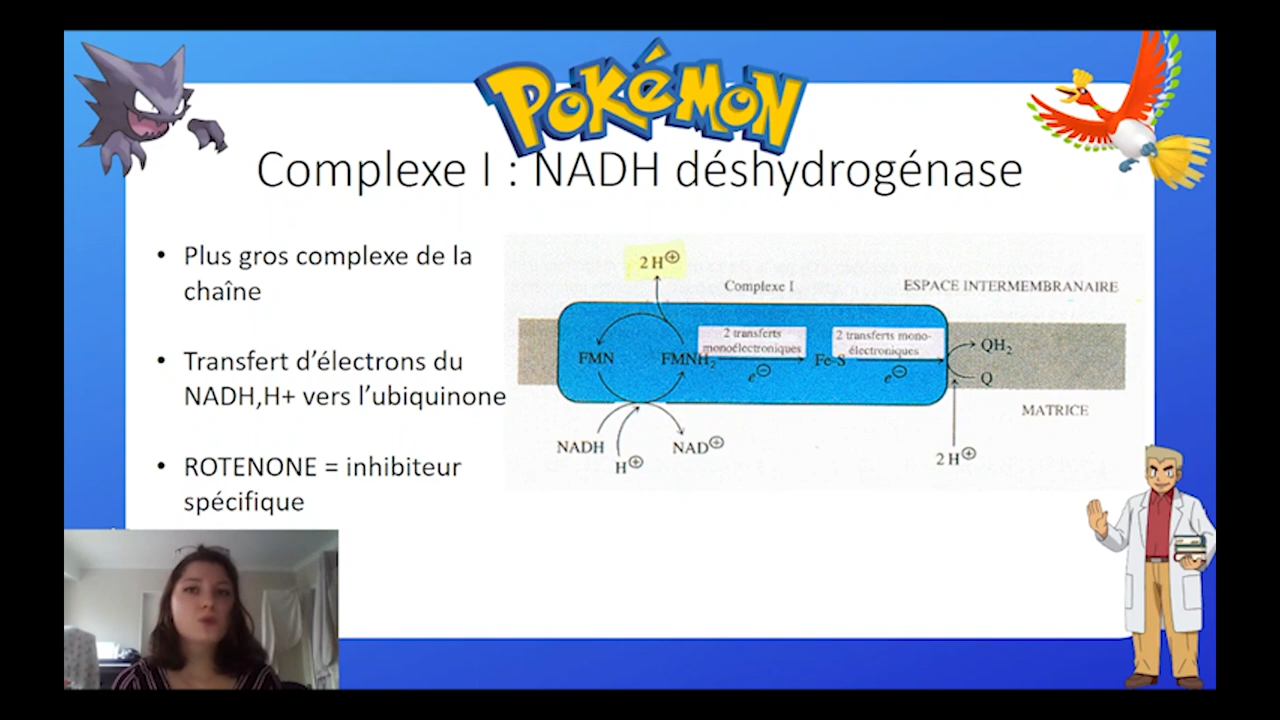 POKéMON
Complexe I : NADH déshydrogénase
• Plus gros complexe de la
chaîne
• Transfert d’électrons du
NADH,H+ vers l’ubiquinone
• ROTENONE = inhibiteur
spécifique
2 H⊕
Complexe I
ESPACE INTERMEMBRANAIRE
FMN
FMNH₂
2 transferts
monoélectroniques
e⊖
Fe-S
2 transferts mono-
électroniques
e⊖
QH₂
Q
MATRICE
NADH
H⊕
NAD⊕
2 H⊕